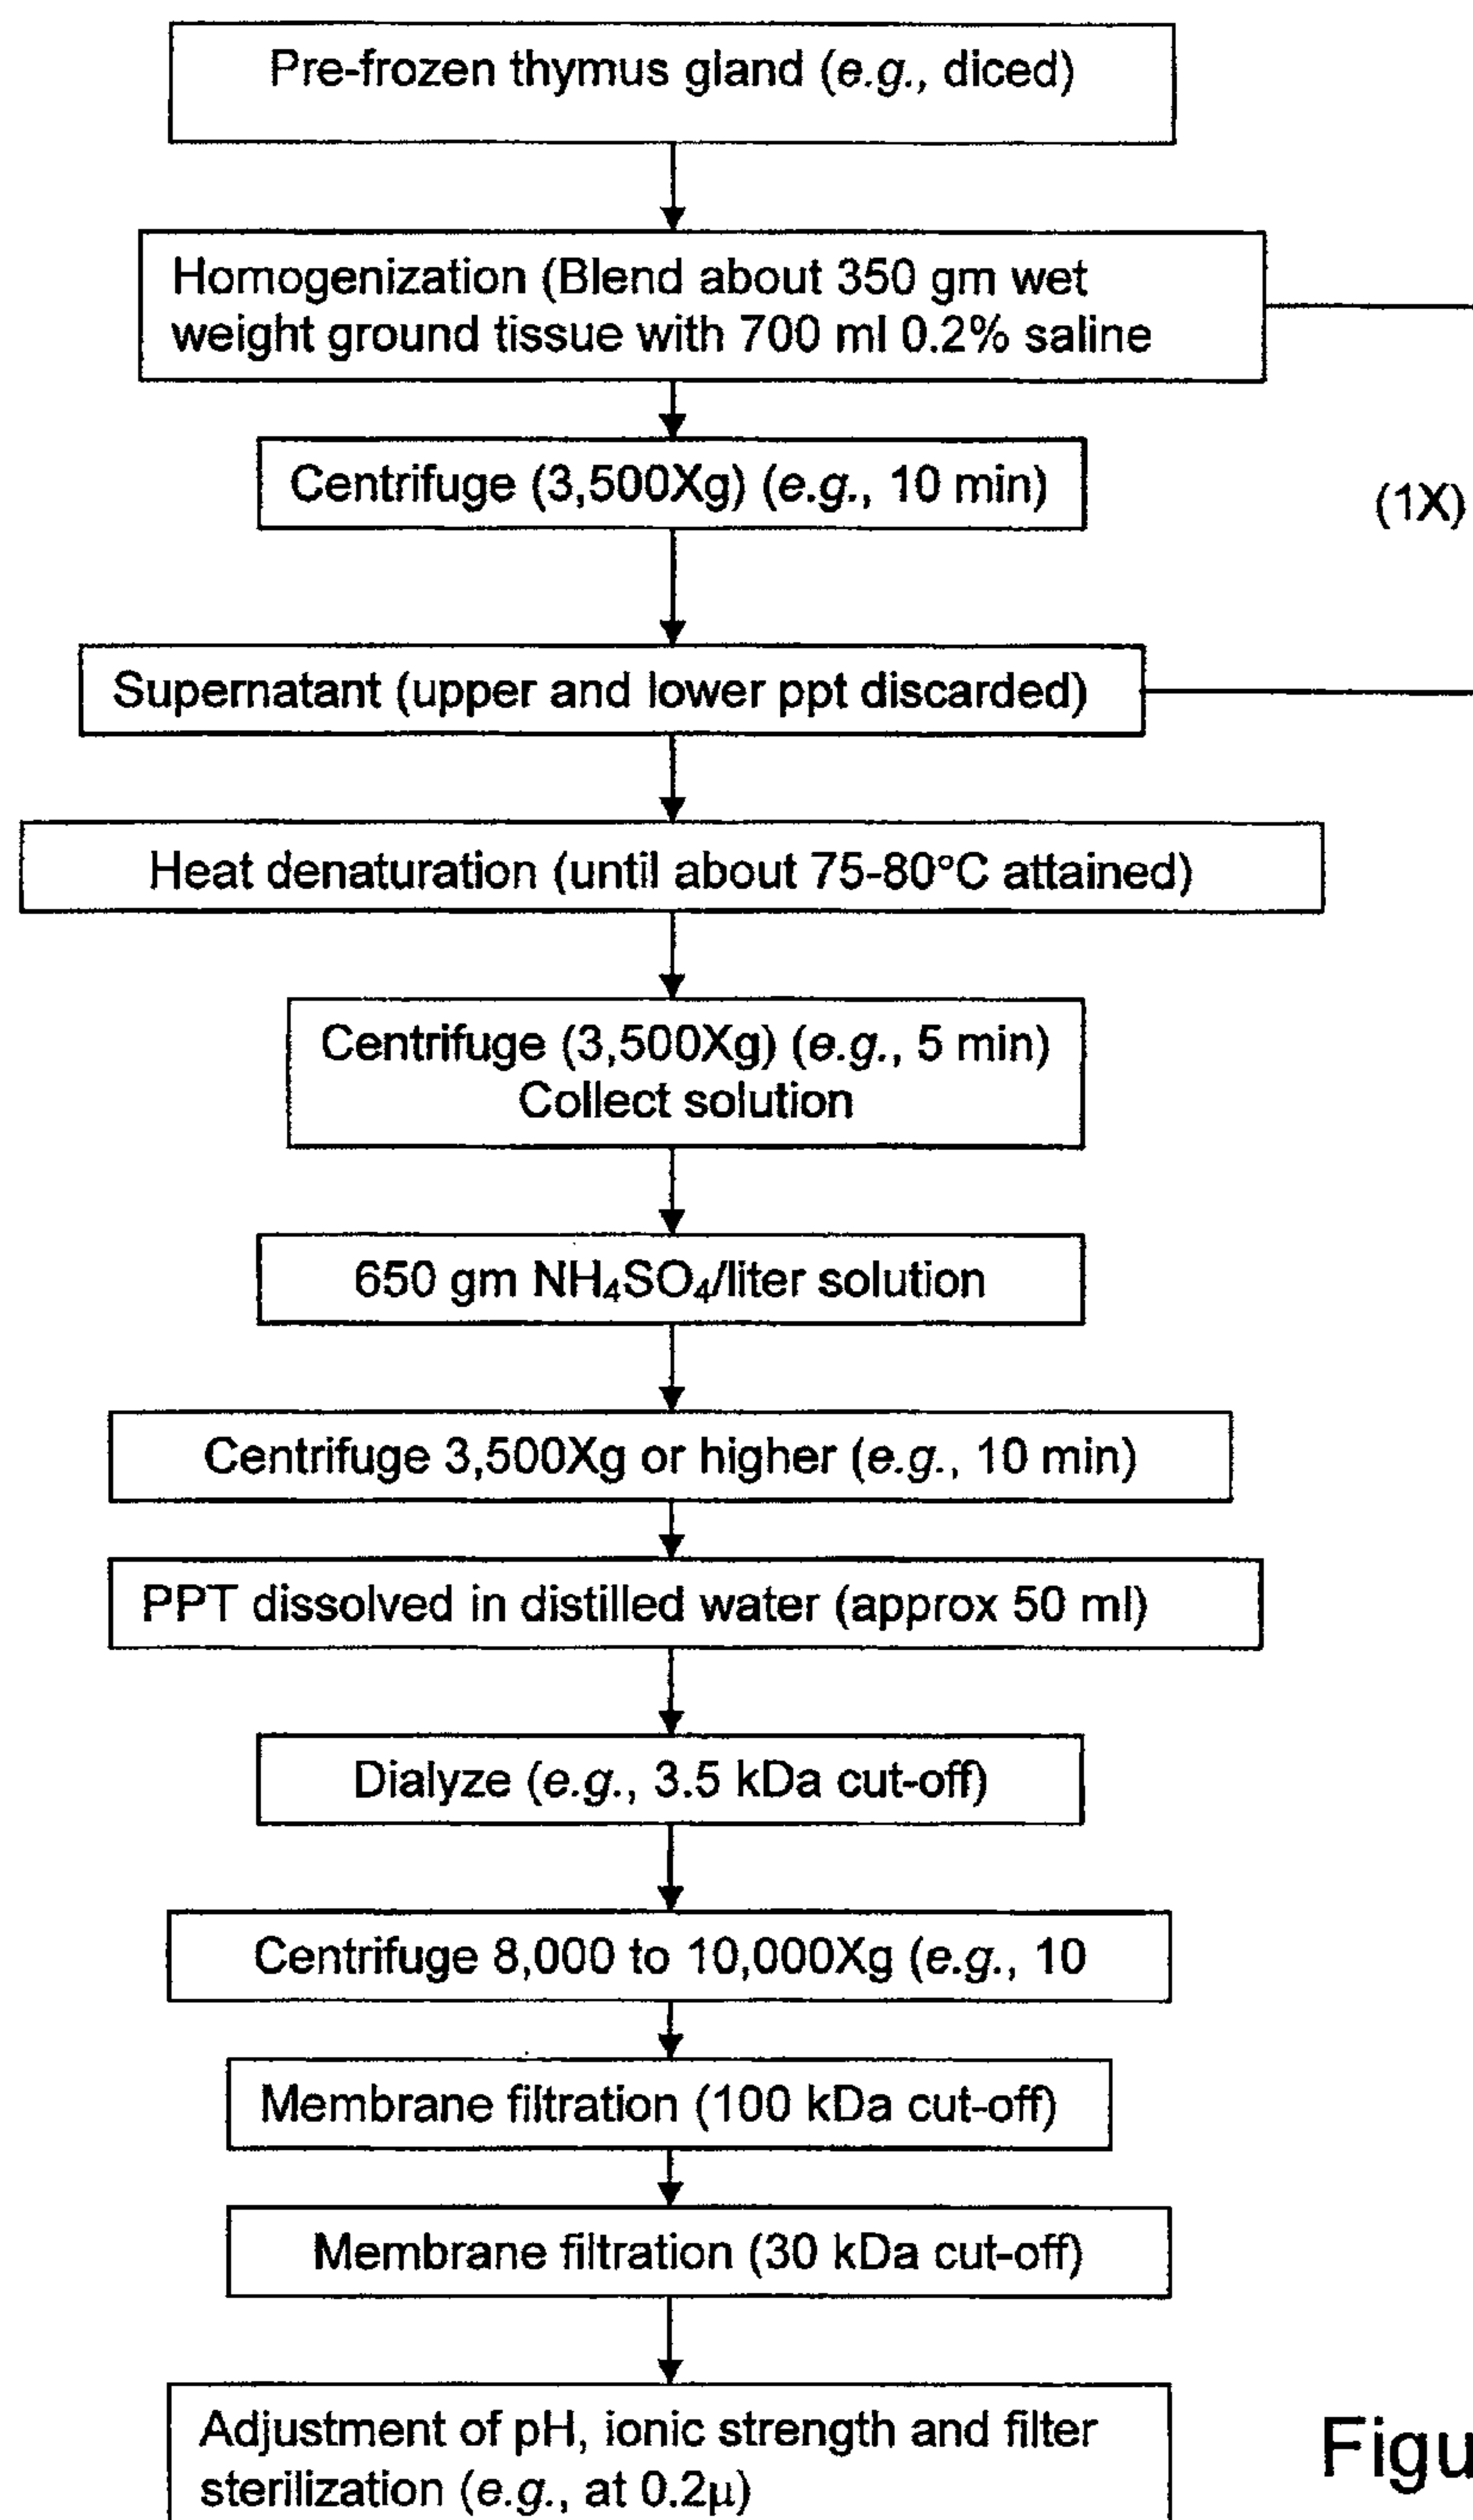 Pre-frozen thymus gland (e.g., diced)
Homogenization (Blend about 350 gm wet
weight ground tissue with 700 ml 0.2% saline
Centrifuge (3,500Xg) (e.g., 10 min)
(1X)
Supernatant (upper and lower ppt discarded)
Heat denaturation (until about 75-80°C attained)
Centrifuge (3,500Xg) (e.g., 5 min)
Collect solution
650 gm NH₄SO₄/liter solution
Centrifuge 3,500Xg or higher (e.g., 10 min)
PPT dissolved in distilled water (approx 50 ml)
Dialyze (e.g., 3.5 kDa cut-off)
Centrifuge 8,000 to 10,000Xg (e.g., 10
Membrane filtration (100 kDa cut-off)
Membrane filtration (30 kDa cut-off)
Adjustment of pH, ionic strength and filter
sterilization (e.g., at 0.2µ)
Figu